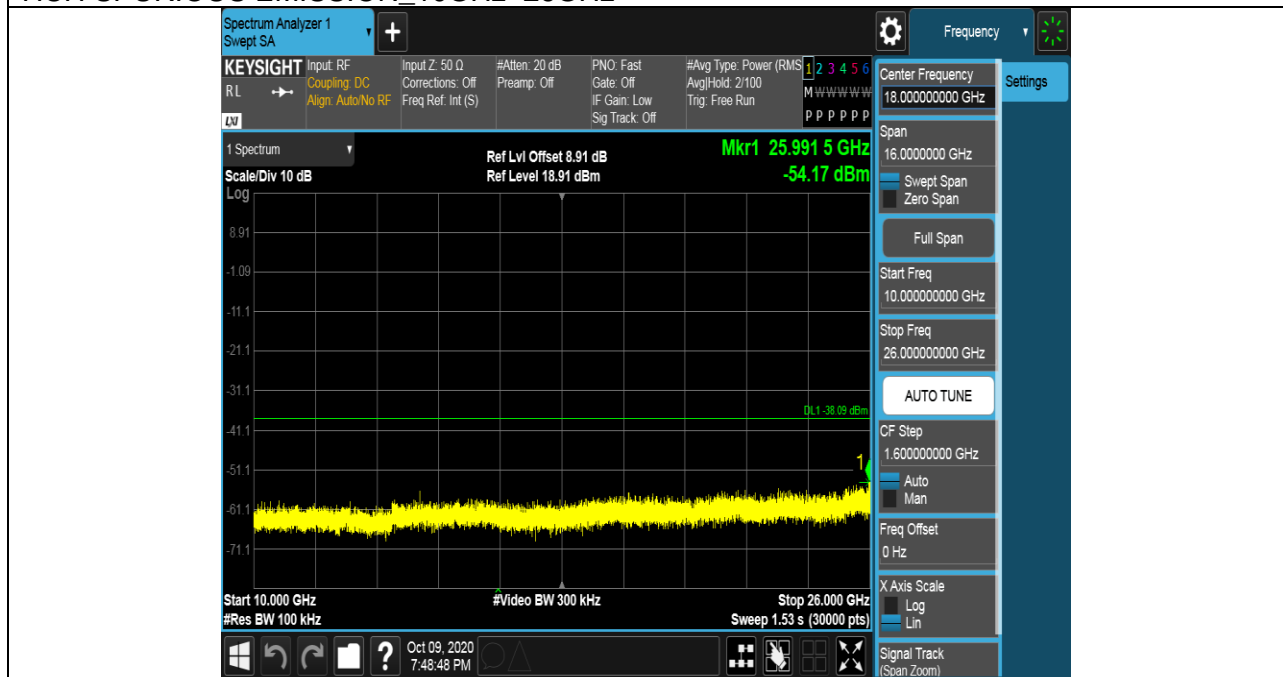 Spectrum Analyzer 1
Swept SA
+
Frequency
KEYSIGHT
RL
LXI
Input: RF
Coupling: DC
Align: Auto/No RF
Input Z: 50 Ω
Corrections: Off
Freq Ref: Int (S)
#Atten: 20 dB
Preamp: Off
PNO: Fast
Gate: Off
IF Gain: Low
Sig Track: Off
#Avg Type: Power (RMS
Avg|Hold: 2/100
Trig: Free Run
1 2 3 4 5 6
M W W W W W
P P P P P P
1 Spectrum
Scale/Div 10 dB
Log
Ref Lvl Offset 8.91 dB
Ref Level 18.91 dBm
Mkr1 25.991 5 GHz
-54.17 dBm
8.91
-1.09
-11.1
-21.1
-31.1
DL1 -38.09 dBm
-41.1
1
-51.1
-61.1
-71.1
Start 10.000 GHz
#Res BW 100 kHz
#Video BW 300 kHz
Stop 26.000 GHz
Sweep 1.53 s (30000 pts)
?
Oct 09, 2020
7:48:48 PM
Center Frequency
18.000000000 GHz
Settings
Span
16.0000000 GHz
Swept Span
Zero Span
Full Span
Start Freq
10.000000000 GHz
Stop Freq
26.000000000 GHz
AUTO TUNE
CF Step
1.600000000 GHz
Auto
Man
Freq Offset
0 Hz
X Axis Scale
Log
Lin
Signal Track
(Span Zoom)